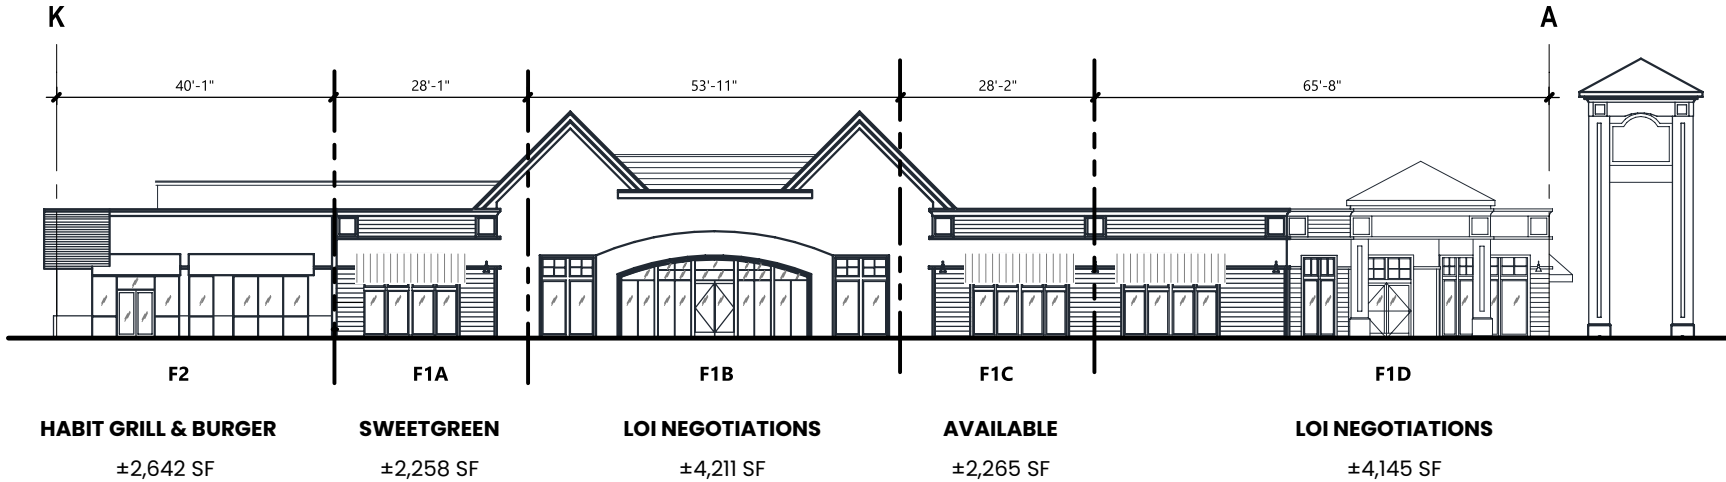 K A
40'-1" 28'-1" 53'-11" 28'-2" 65'-8"
F2 F1A F1B F1C F1D
HABIT GRILL & BURGER SWEETGREEN LOI NEGOTIATIONS AVAILABLE LOI NEGOTIATIONS
±2,642 SF ±2,258 SF ±4,211 SF ±2,265 SF ±4,145 SF